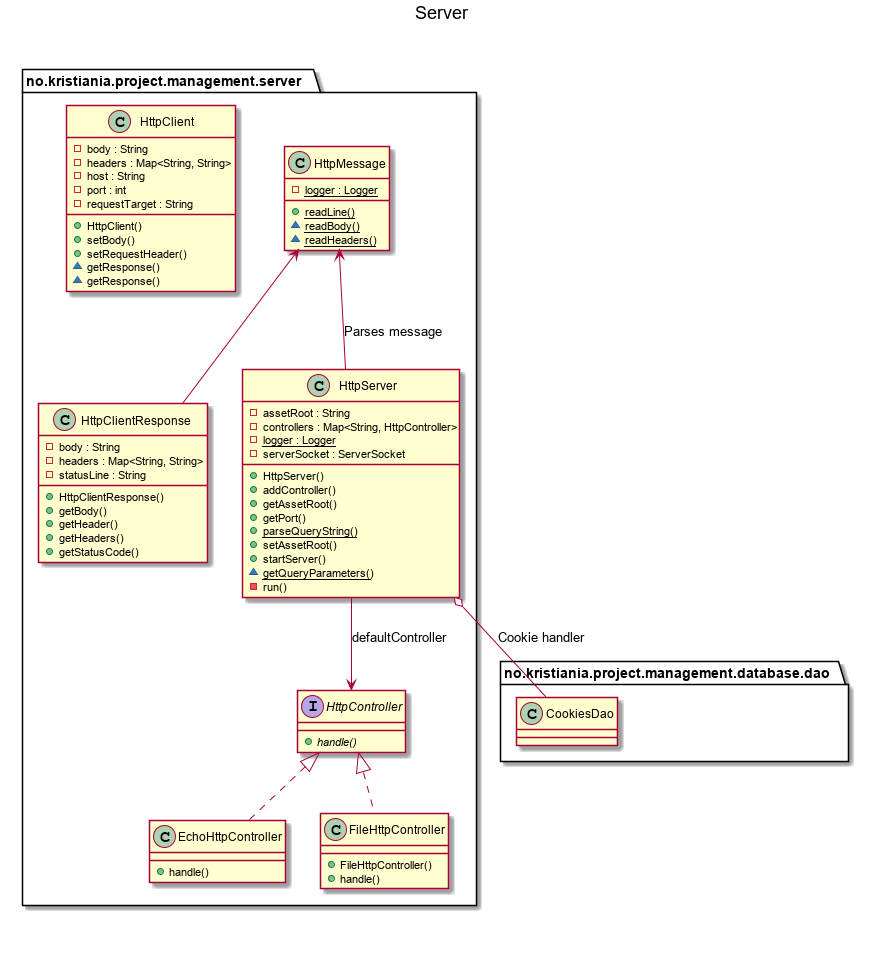 Server
no.kristiania.project.management.server
C HttpClient
body : String
headers : Map<String, String>
host : String
port : int
requestTarget : String
HttpClient()
setBody()
setRequestHeader()
getResponse()
getResponse()
C HttpMessage
logger : Logger
readLine()
readBody()
readHeaders()
Parses message
C HttpClientResponse
body : String
headers : Map<String, String>
statusLine : String
HttpClientResponse()
getBody()
getHeader()
getHeaders()
getStatusCode()
C HttpServer
assetRoot : String
controllers : Map<String, HttpController>
logger : Logger
serverSocket : ServerSocket
HttpServer()
addController()
getAssetRoot()
getPort()
parseQueryString()
setAssetRoot()
startServer()
getQueryParameters()
run()
defaultController
Cookie handler
no.kristiania.project.management.database.dao
C CookiesDao
I HttpController
handle()
C EchoHttpController
handle()
C FileHttpController
FileHttpController()
handle()